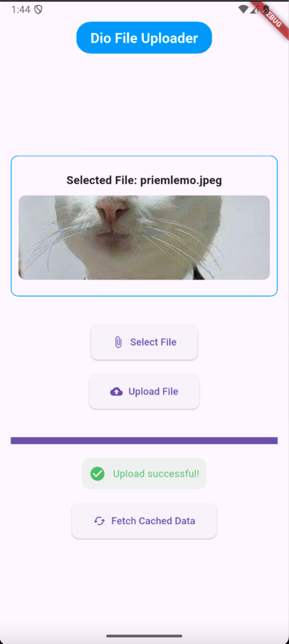 1:44
DEBUG
Dio File Uploader
Selected File: priemlemo.jpeg
Select File
Upload File
Upload successful!
Fetch Cached Data